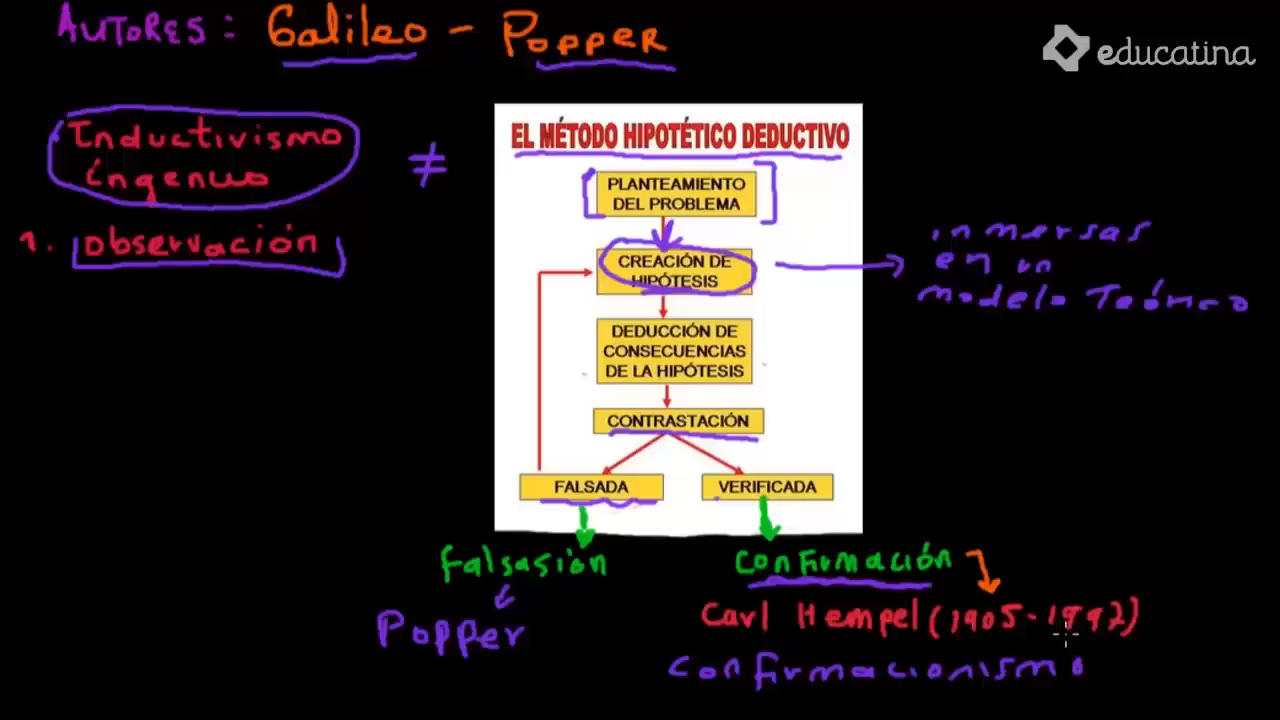 AUTORES: Galileo - Popper
educatina
Inductivismo
ingenuo
≠
1. Observación
EL MÉTODO HIPOTÉTICO DEDUCTIVO
PLANTEAMIENTO
DEL PROBLEMA
CREACIÓN DE
HIPÓTESIS
inmersas
en un
modelo Teórico
DEDUCCIÓN DE
CONSECUENCIAS
DE LA HIPÓTESIS
CONTRASTACIÓN
FALSADA
VERIFICADA
Falsasión
Confirmación
Popper
Carl Hempel (1905-1997)
Confirmacionismo